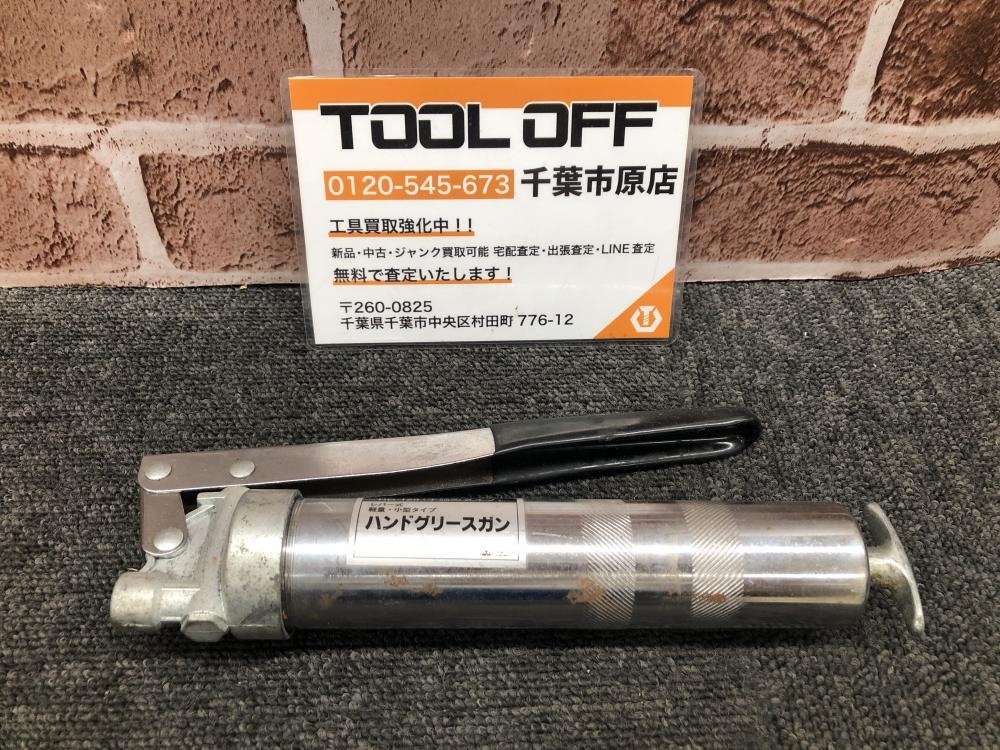 TOOL OFF
0120-545-673 千葉市原店
工具買取強化中！！
新品・中古・ジャンク買取可能 宅配査定・出張査定・LINE査定
無料で査定いたします！
〒260-0825
千葉県千葉市中央区村田町 776-12
レバー式
軽量・小型タイプ
ハンドグリースガン